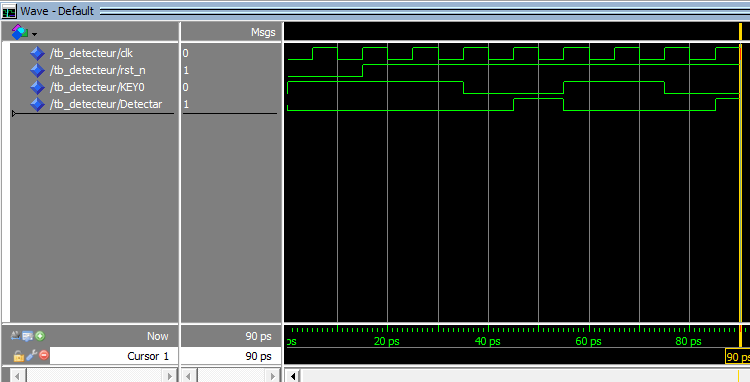 Wave - Default
Msgs
/tb_detecteur/clk 0
/tb_detecteur/rst_n 1
/tb_detecteur/KEY0 0
/tb_detecteur/Detectar 1
Now 90 ps ps 20 ps 40 ps 60 ps 80 ps
Cursor 1 90 ps 90 ps